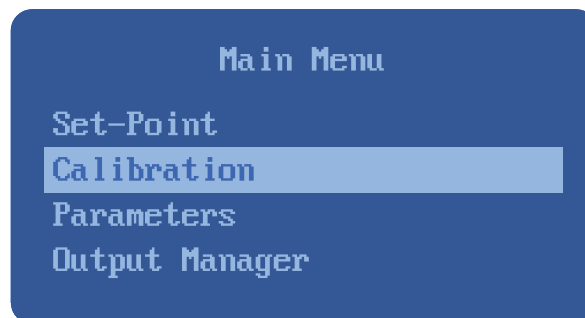 Main Menu
Set-Point
Calibration
Parameters
Output Manager